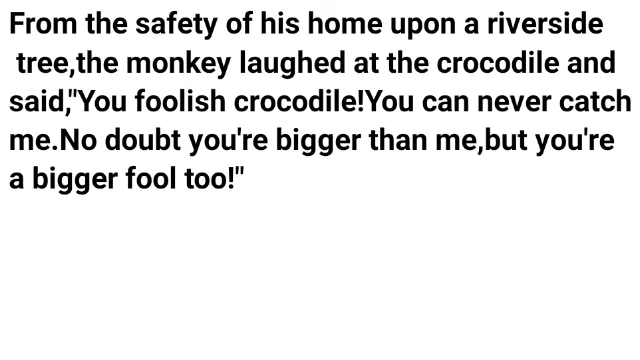 From the safety of his home upon a riverside
tree,the monkey laughed at the crocodile and
said,"You foolish crocodile!You can never catch
me.No doubt you're bigger than me,but you're
a bigger fool too!"